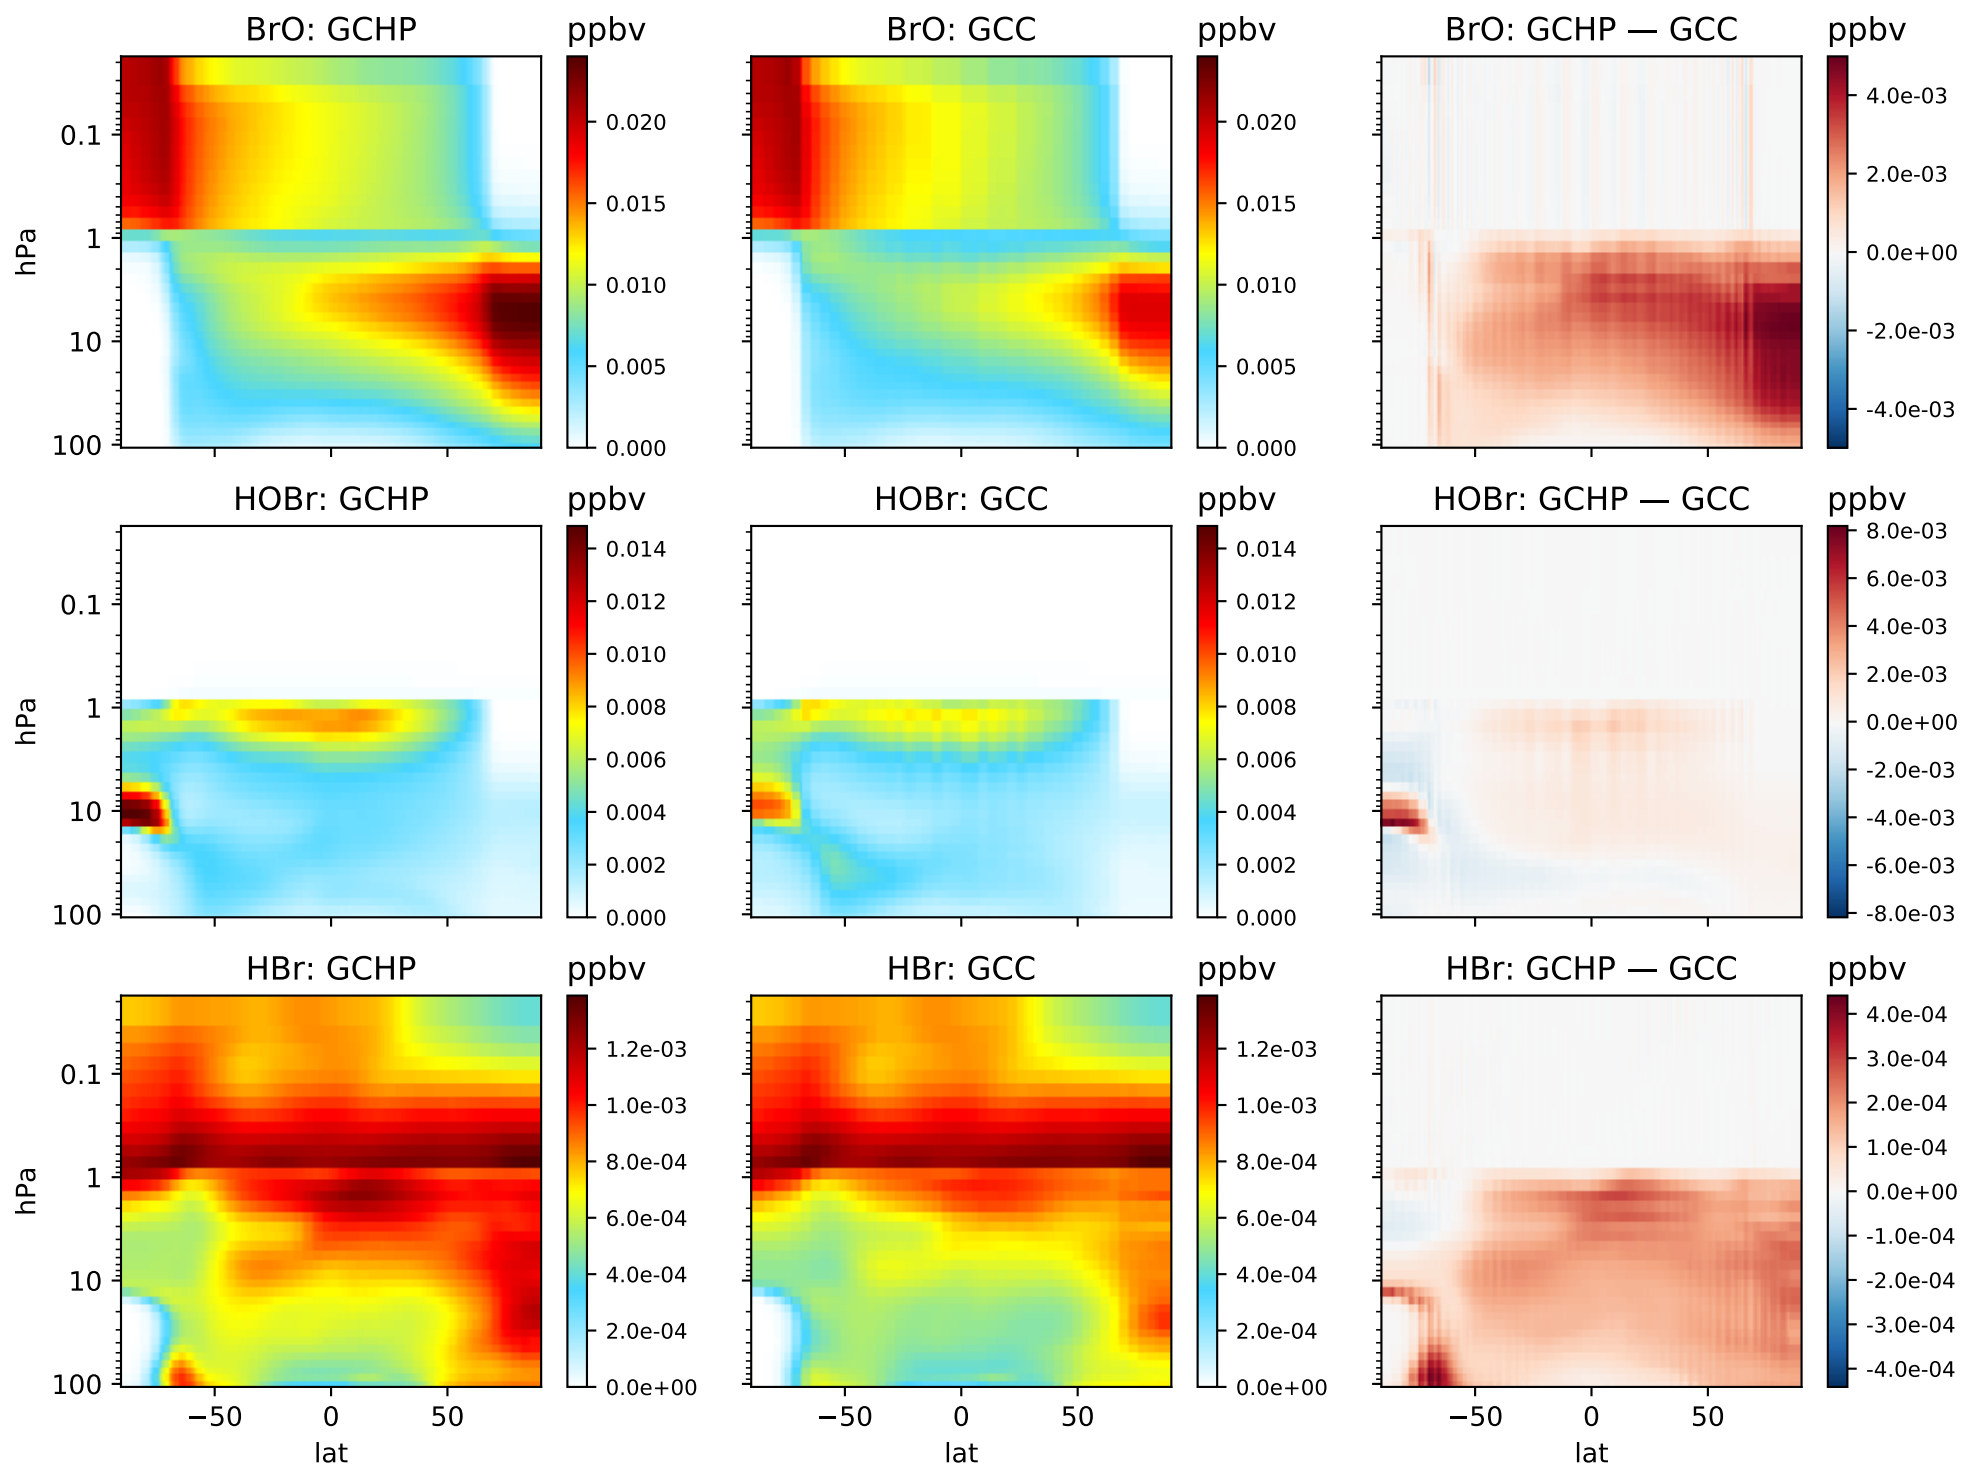 BrO: GCHP
ppbv
BrO: GCC
ppbv
BrO: GCHP — GCC
ppbv
hPa
0.1
1
10
100
0.020
0.015
0.010
0.005
0.000
0.020
0.015
0.010
0.005
0.000
4.0e-03
2.0e-03
0.0e+00
-2.0e-03
-4.0e-03
HOBr: GCHP
ppbv
HOBr: GCC
ppbv
HOBr: GCHP — GCC
ppbv
hPa
0.1
1
10
100
0.014
0.012
0.010
0.008
0.006
0.004
0.002
0.000
0.014
0.012
0.010
0.008
0.006
0.004
0.002
0.000
8.0e-03
6.0e-03
4.0e-03
2.0e-03
0.0e+00
-2.0e-03
-4.0e-03
-6.0e-03
-8.0e-03
HBr: GCHP
ppbv
HBr: GCC
ppbv
HBr: GCHP — GCC
ppbv
hPa
0.1
1
10
100
1.2e-03
1.0e-03
8.0e-04
6.0e-04
4.0e-04
2.0e-04
0.0e+00
1.2e-03
1.0e-03
8.0e-04
6.0e-04
4.0e-04
2.0e-04
0.0e+00
4.0e-04
3.0e-04
2.0e-04
1.0e-04
0.0e+00
-1.0e-04
-2.0e-04
-3.0e-04
-4.0e-04
−50 0 50
−50 0 50
−50 0 50
lat
lat
lat